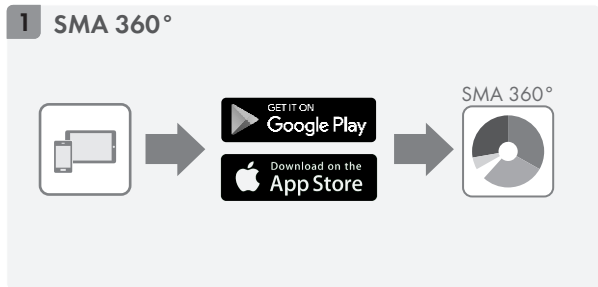 1 SMA 360°
SMA 360°
GET IT ON
Google Play
Download on the
App Store